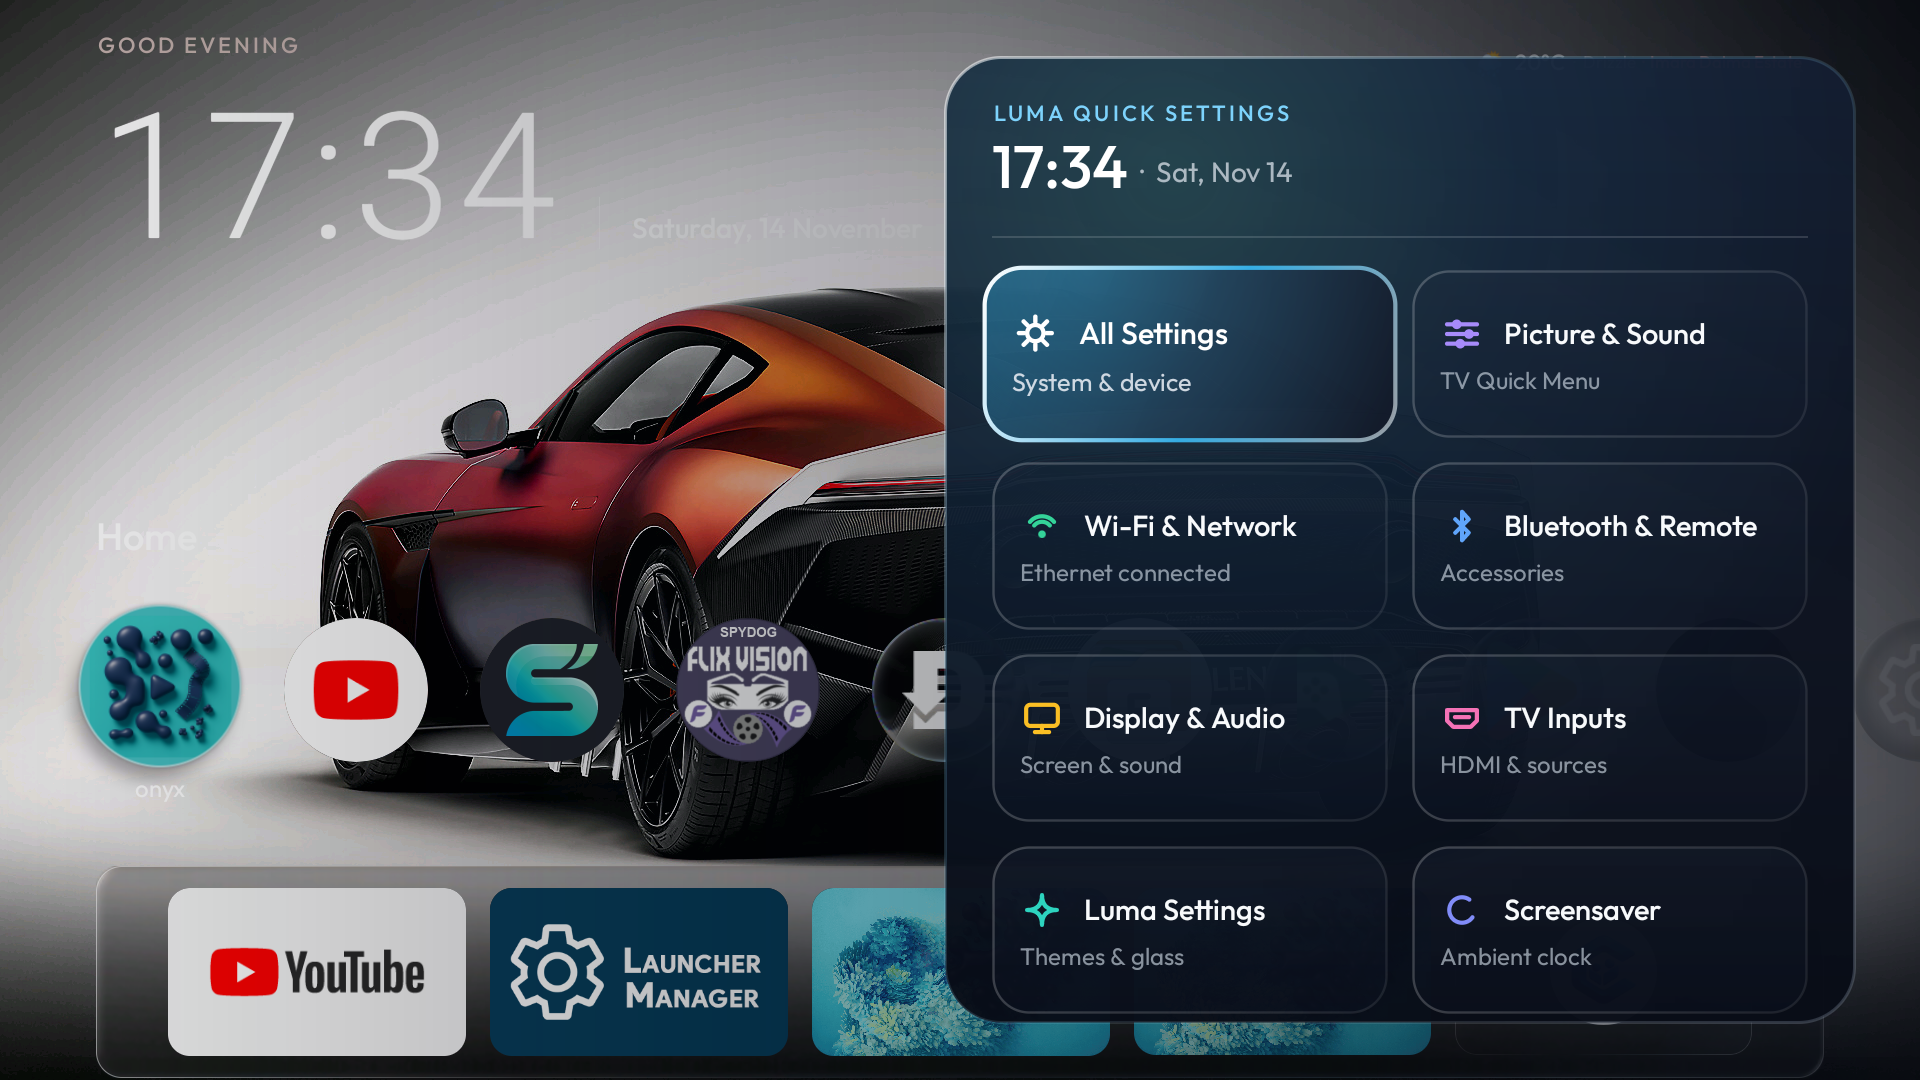 GOOD EVENING
17:34
Saturday, 14 November
Home
SPYDOG
FLIX VISION
F
F
onyx
YouTube
LAUNCHER
MANAGER
LUMA QUICK SETTINGS
17:34 · Sat, Nov 14
All Settings
System & device
Picture & Sound
TV Quick Menu
Wi-Fi & Network
Ethernet connected
Bluetooth & Remote
Accessories
Display & Audio
Screen & sound
TV Inputs
HDMI & sources
Luma Settings
Themes & glass
Screensaver
Ambient clock